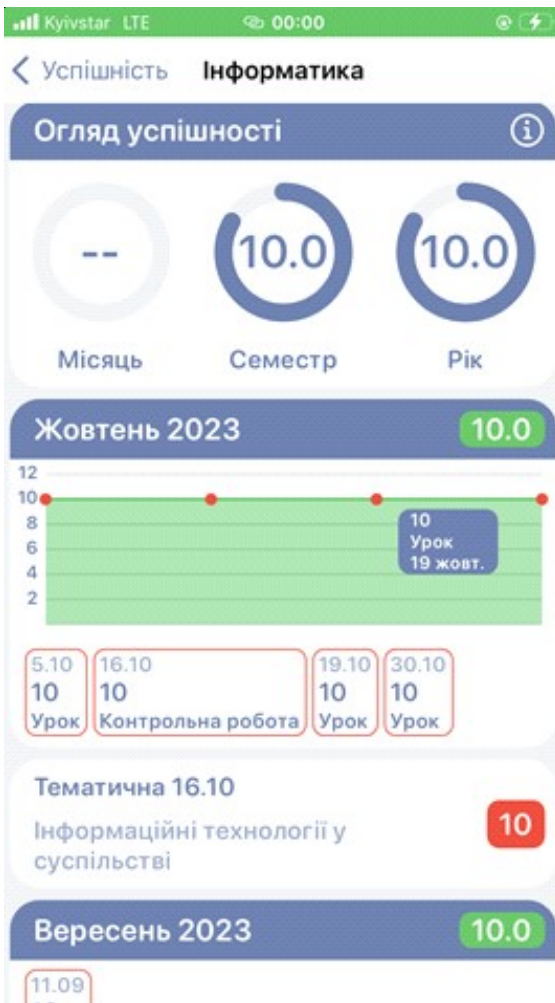 Kyivstar LTE 00:00
Успішність Інформатика
Огляд успішності
-- 10.0 10.0
Місяць Семестр Рік
Жовтень 2023 10.0
12
10
8
6
4
2
10
Урок
19 жовт.
5.10 16.10 19.10 30.10
10 10 10 10
Урок Контрольна робота Урок Урок
Тематична 16.10
Інформаційні технології у
суспільстві
10
Вересень 2023 10.0
11.09